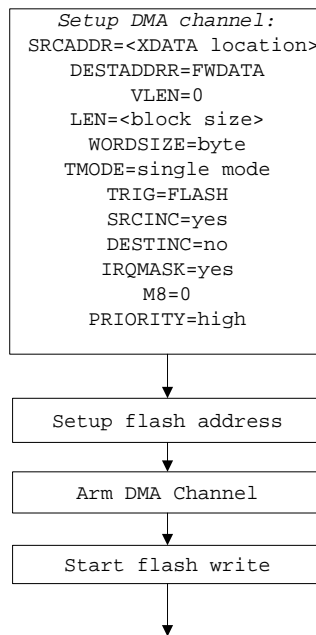 Setup DMA channel:
SRCADDR=<XDATA location>
DESTADDRR=FWDATA
VLEN=0
LEN=<block size>
WORDSIZE=byte
TMODE=single mode
TRIG=FLASH
SRCINC=yes
DESTINC=no
IRQMASK=yes
M8=0
PRIORITY=high
Setup flash address
Arm DMA Channel
Start flash write